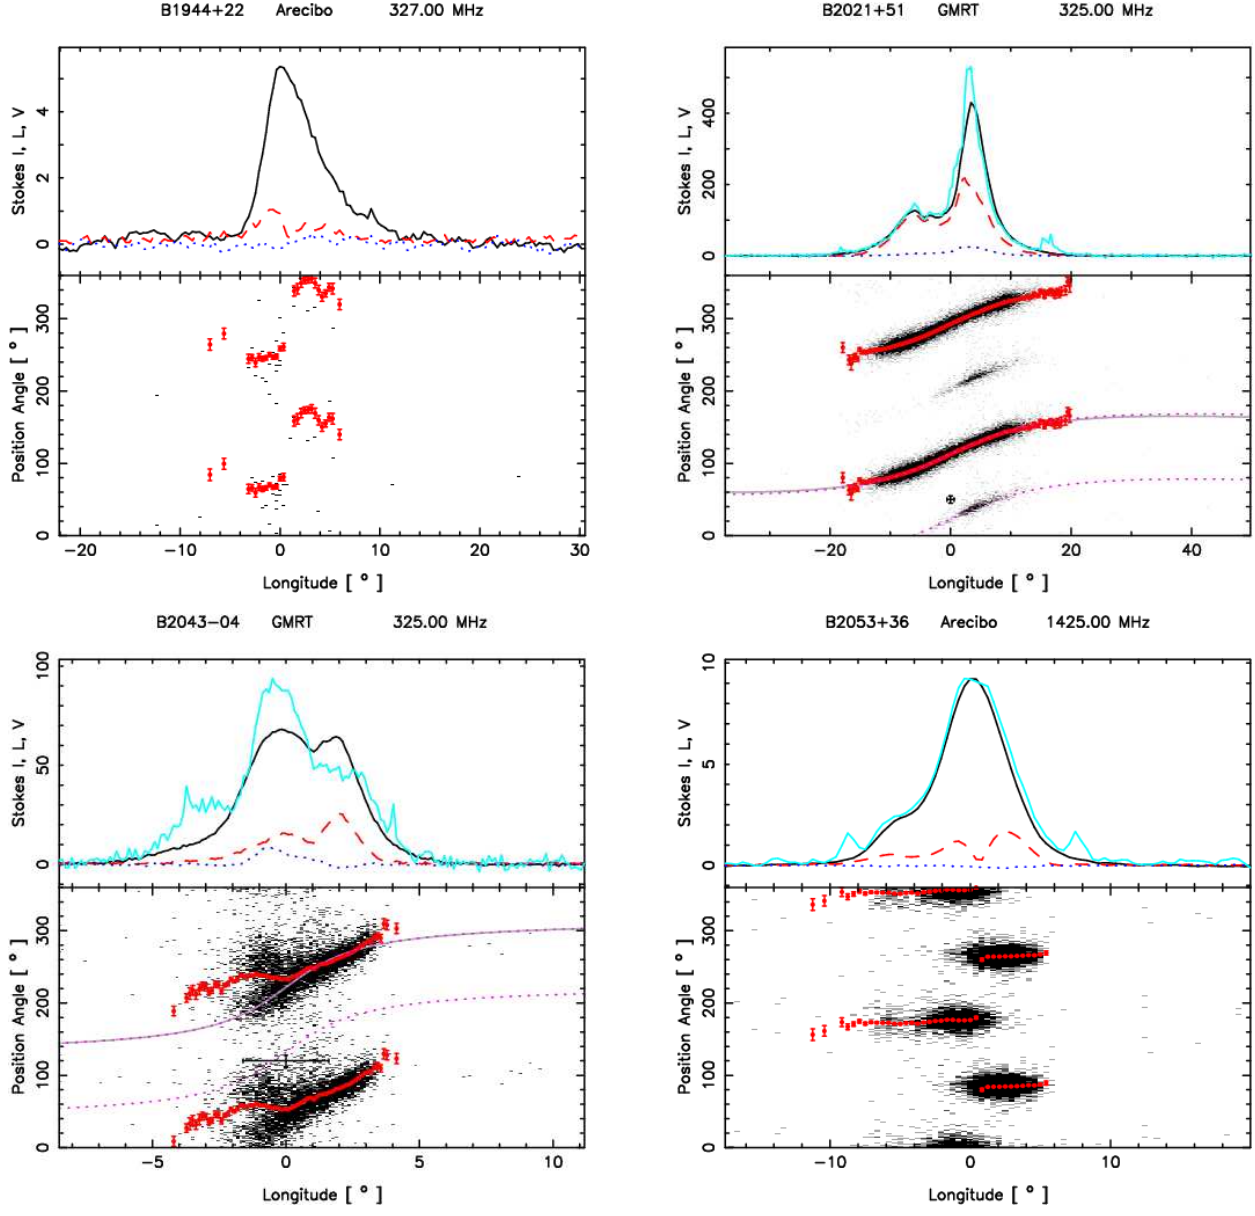 B1944+22 Arecibo 327.00 MHz
Stokes I, L, V
0 2 4
Position Angle [ ° ]
0 100 200 300
−20 −10 0 10 20 30
Longitude [ ° ]
B2021+51 GMRT 325.00 MHz
Stokes I, L, V
0 200 400
Position Angle [ ° ]
0 100 200 300
−20 0 20 40
Longitude [ ° ]
B2043−04 GMRT 325.00 MHz
Stokes I, L, V
0 50 100
Position Angle [ ° ]
0 100 200 300
−5 0 5 10
Longitude [ ° ]
B2053+36 Arecibo 1425.00 MHz
Stokes I, L, V
0 5 10
Position Angle [ ° ]
0 100 200 300
−10 0 10
Longitude [ ° ]